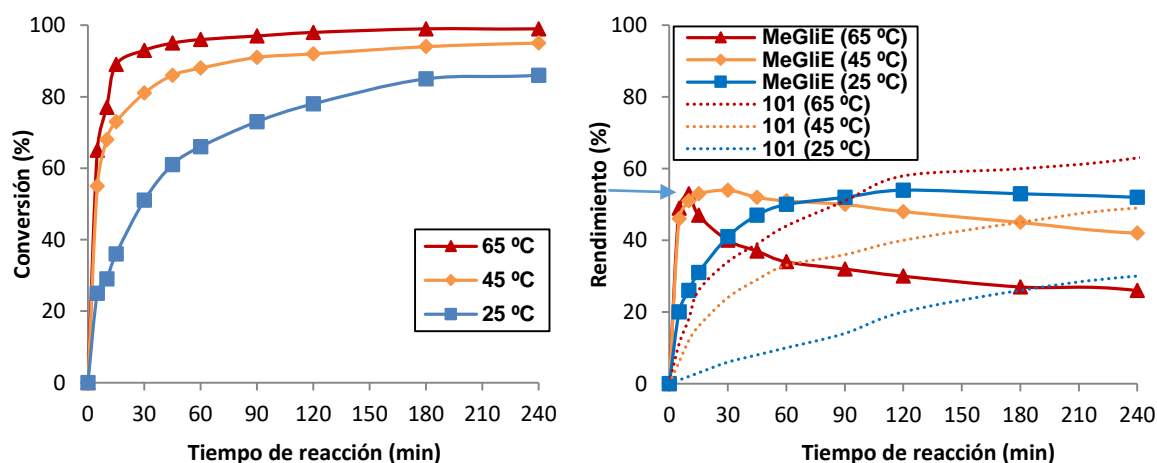 100
80
60
40
20
0
Conversión (%)
65 ºC
45 ºC
25 ºC
0 30 60 90 120 150 180 210 240
Tiempo de reacción (min)
100
80
60
40
20
0
Rendimiento (%)
MeGliE (65 ºC)
MeGliE (45 ºC)
MeGliE (25 ºC)
101 (65 ºC)
101 (45 ºC)
101 (25 ºC)
0 30 60 90 120 150 180 210 240
Tiempo de reacción (min)